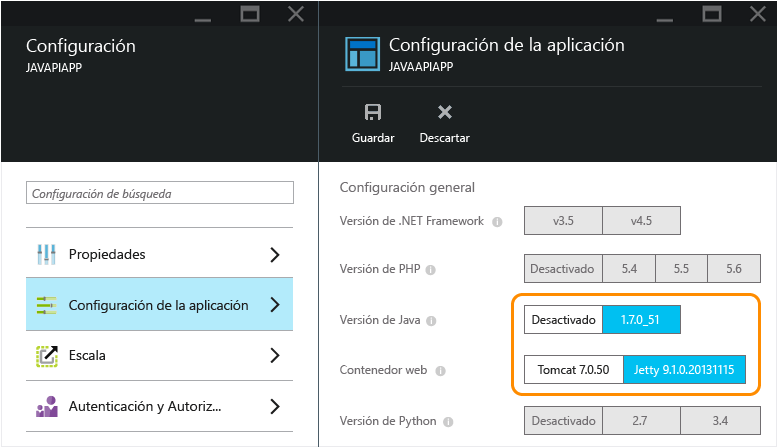 Configuración
JAVAPIAPP
Configuración de búsqueda
Propiedades
Configuración de la aplicación
Escala
Autenticación y Autoriz...
Configuración de la aplicación
JAVAAPIAPP
Guardar Descartar
Configuración general
Versión de .NET Framework v3.5 v4.5
Versión de PHP Desactivado 5.4 5.5 5.6
Versión de Java Desactivado 1.7.0_51
Contenedor web Tomcat 7.0.50 Jetty 9.1.0.20131115
Versión de Python Desactivado 2.7 3.4